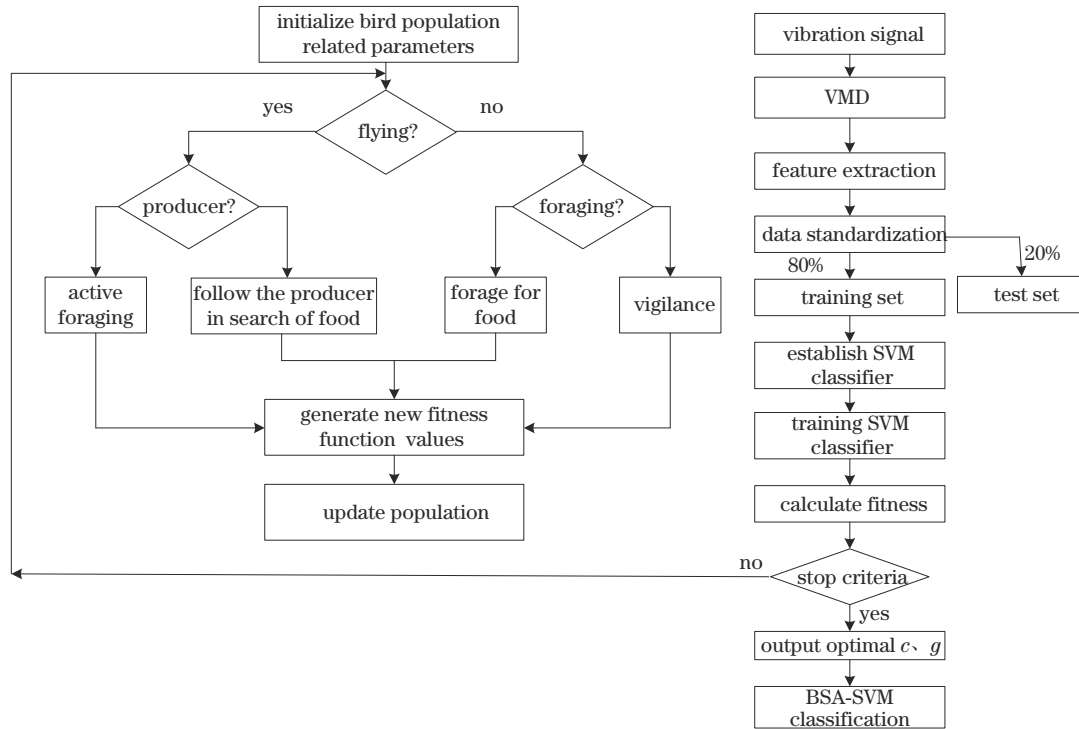 initialize bird population
related parameters
yes
no
flying?
producer?
foraging?
active
foraging
follow the producer
in search of food
forage for
food
vigilance
generate new fitness
function values
update population
vibration signal
VMD
feature extraction
data standardization
80%
20%
training set
test set
establish SVM
classifier
training SVM
classifier
calculate fitness
no
stop criteria
yes
output optimal c、g
BSA-SVM
classification